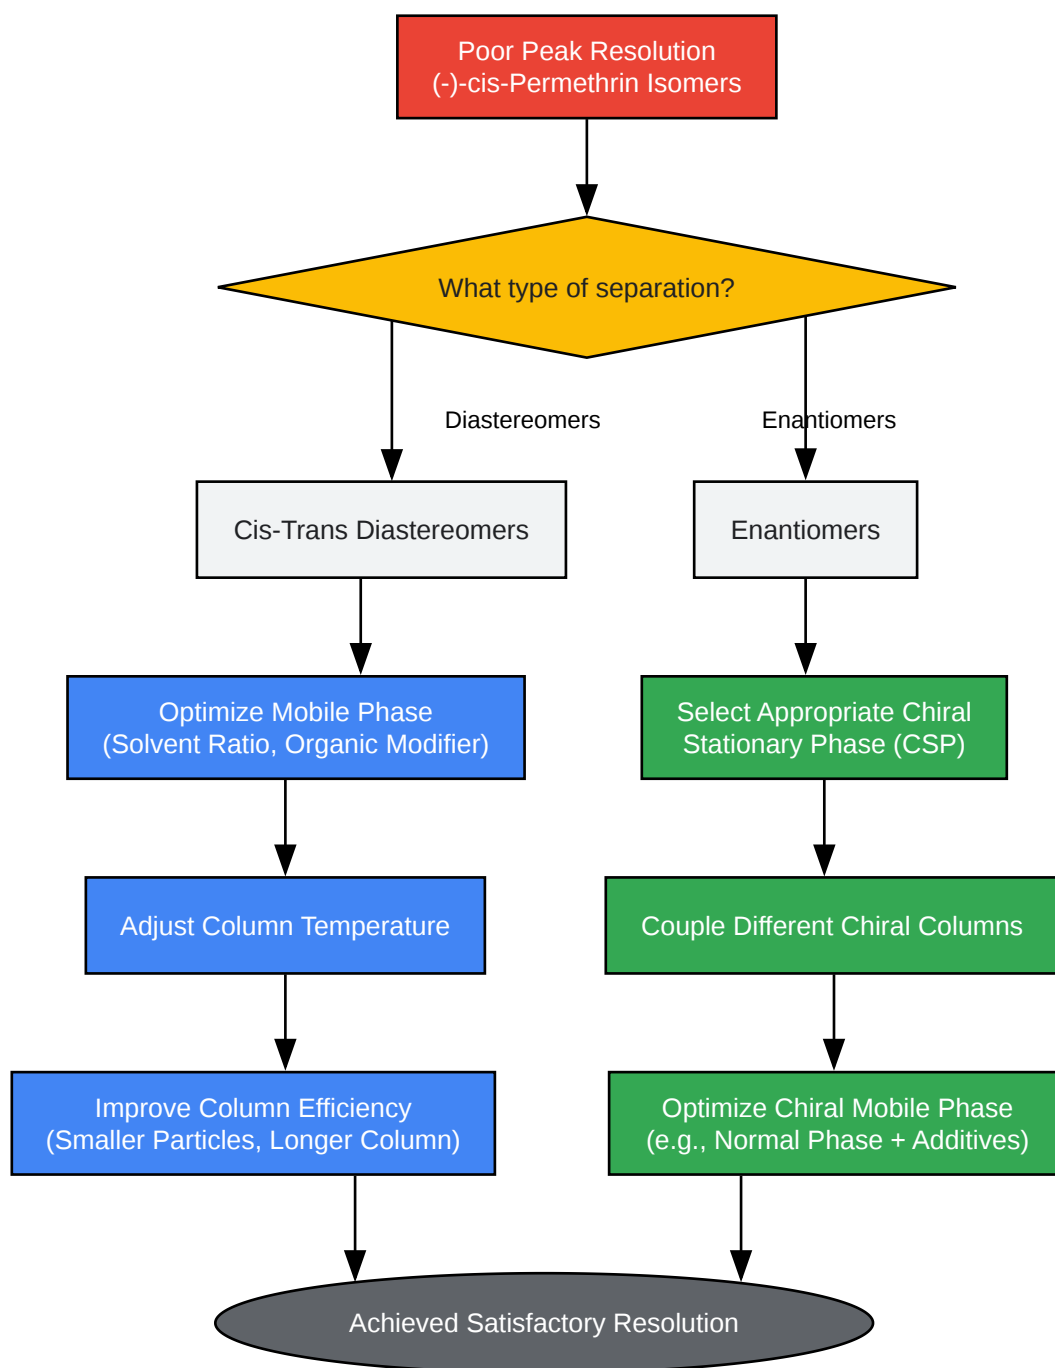 Poor Peak Resolution
(-)-cis-Permethrin Isomers
What type of separation?
Diastereomers
Enantiomers
Cis-Trans Diastereomers
Enantiomers
Optimize Mobile Phase
(Solvent Ratio, Organic Modifier)
Select Appropriate Chiral
Stationary Phase (CSP)
Adjust Column Temperature
Couple Different Chiral Columns
Improve Column Efficiency
(Smaller Particles, Longer Column)
Optimize Chiral Mobile Phase
(e.g., Normal Phase + Additives)
Achieved Satisfactory Resolution